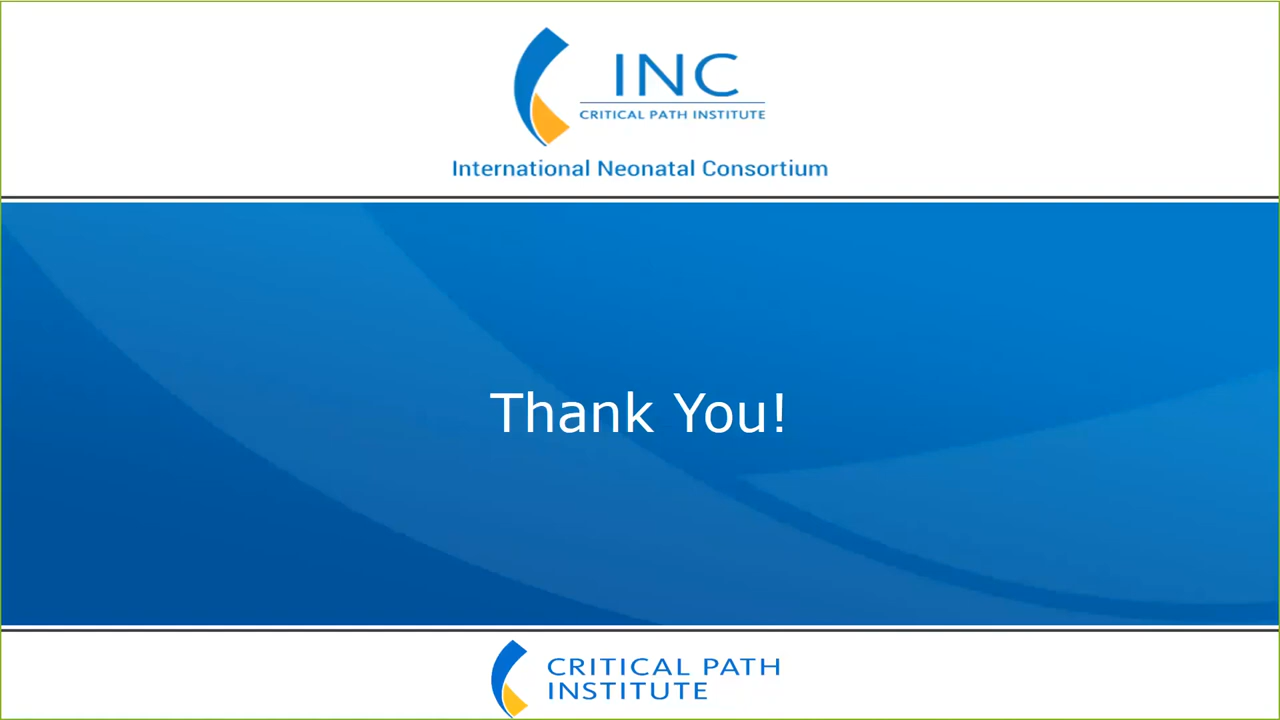 INC
CRITICAL PATH INSTITUTE
International Neonatal Consortium
Thank You!
CRITICAL PATH
INSTITUTE